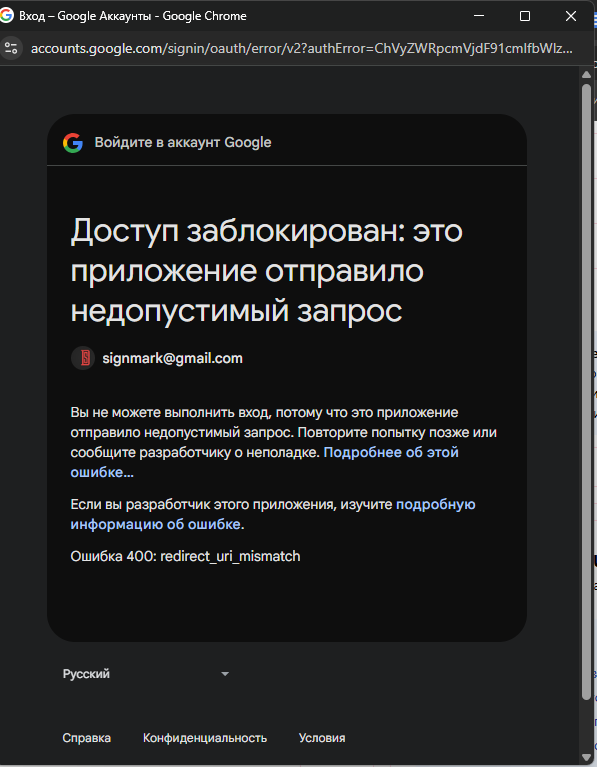 Вход – Google Аккаунты - Google Chrome
accounts.google.com/signin/oauth/error/v2?authError=ChVyZWRpcmVjdF91cmlfbWlz...
Войдите в аккаунт Google
Доступ заблокирован: это
приложение отправило
недопустимый запрос
signmark@gmail.com
Вы не можете выполнить вход, потому что это приложение
отправило недопустимый запрос. Повторите попытку позже или
сообщите разработчику о неполадке. Подробнее об этой
ошибке…
Если вы разработчик этого приложения, изучите подробную
информацию об ошибке.
Ошибка 400: redirect_uri_mismatch
Русский
Справка
Конфиденциальность
Условия